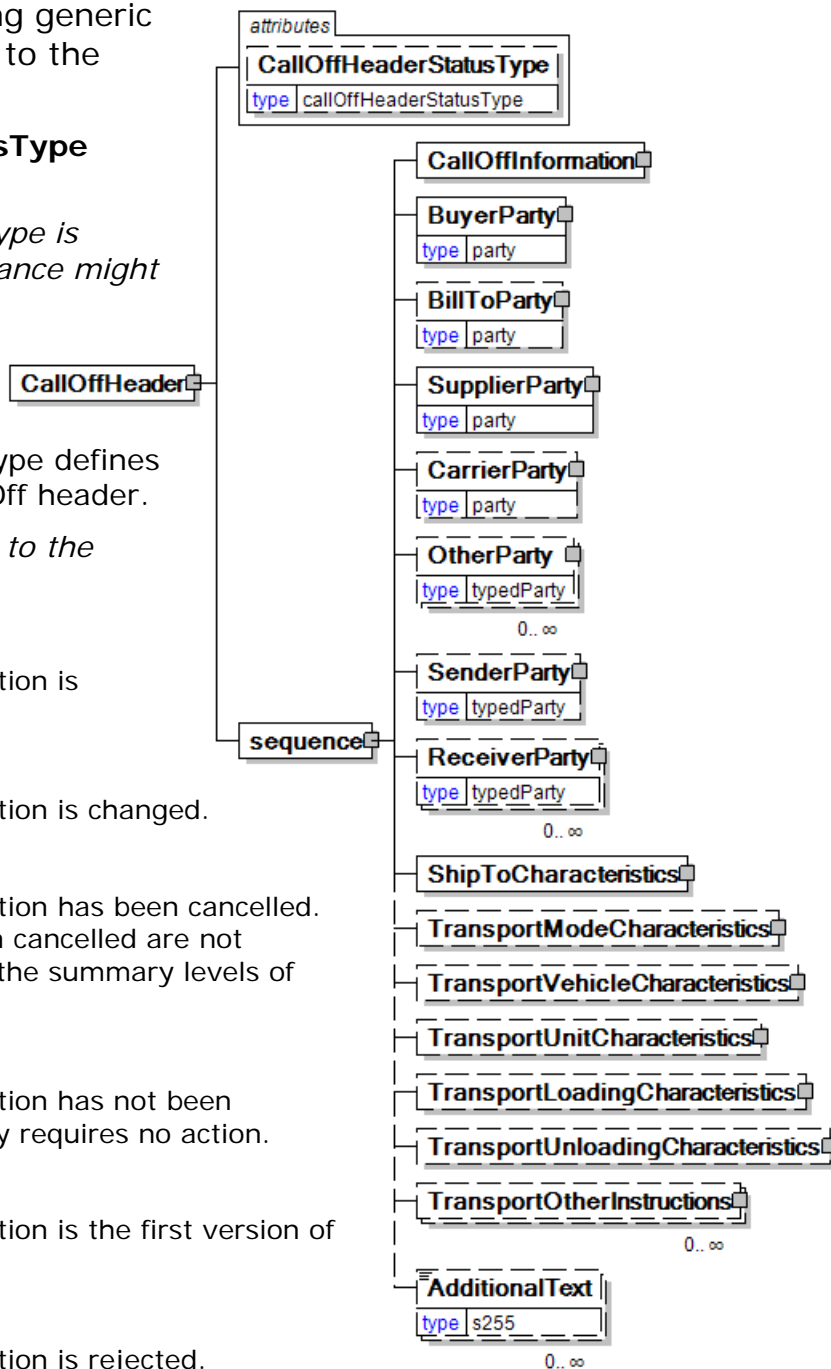 ng generic
to the
sType
ype is
ance might
ype defines
Off header.
to the
tion is
tion is changed.
tion has been cancelled.
n cancelled are not
the summary levels of
tion has not been
y requires no action.
tion is the first version of
tion is rejected.
CallOffHeader
attributes
CallOffHeaderStatusType
type callOffHeaderStatusType
sequence
CallOffInformation
BuyerParty
type party
BillToParty
type party
SupplierParty
type party
CarrierParty
type party
OtherParty
type typedParty
0.. ∞
SenderParty
type typedParty
ReceiverParty
type typedParty
0.. ∞
ShipToCharacteristics
TransportModeCharacteristics
TransportVehicleCharacteristics
TransportUnitCharacteristics
TransportLoadingCharacteristics
TransportUnloadingCharacteristics
TransportOtherInstructions
0.. ∞
AdditionalText
type s255
0.. ∞